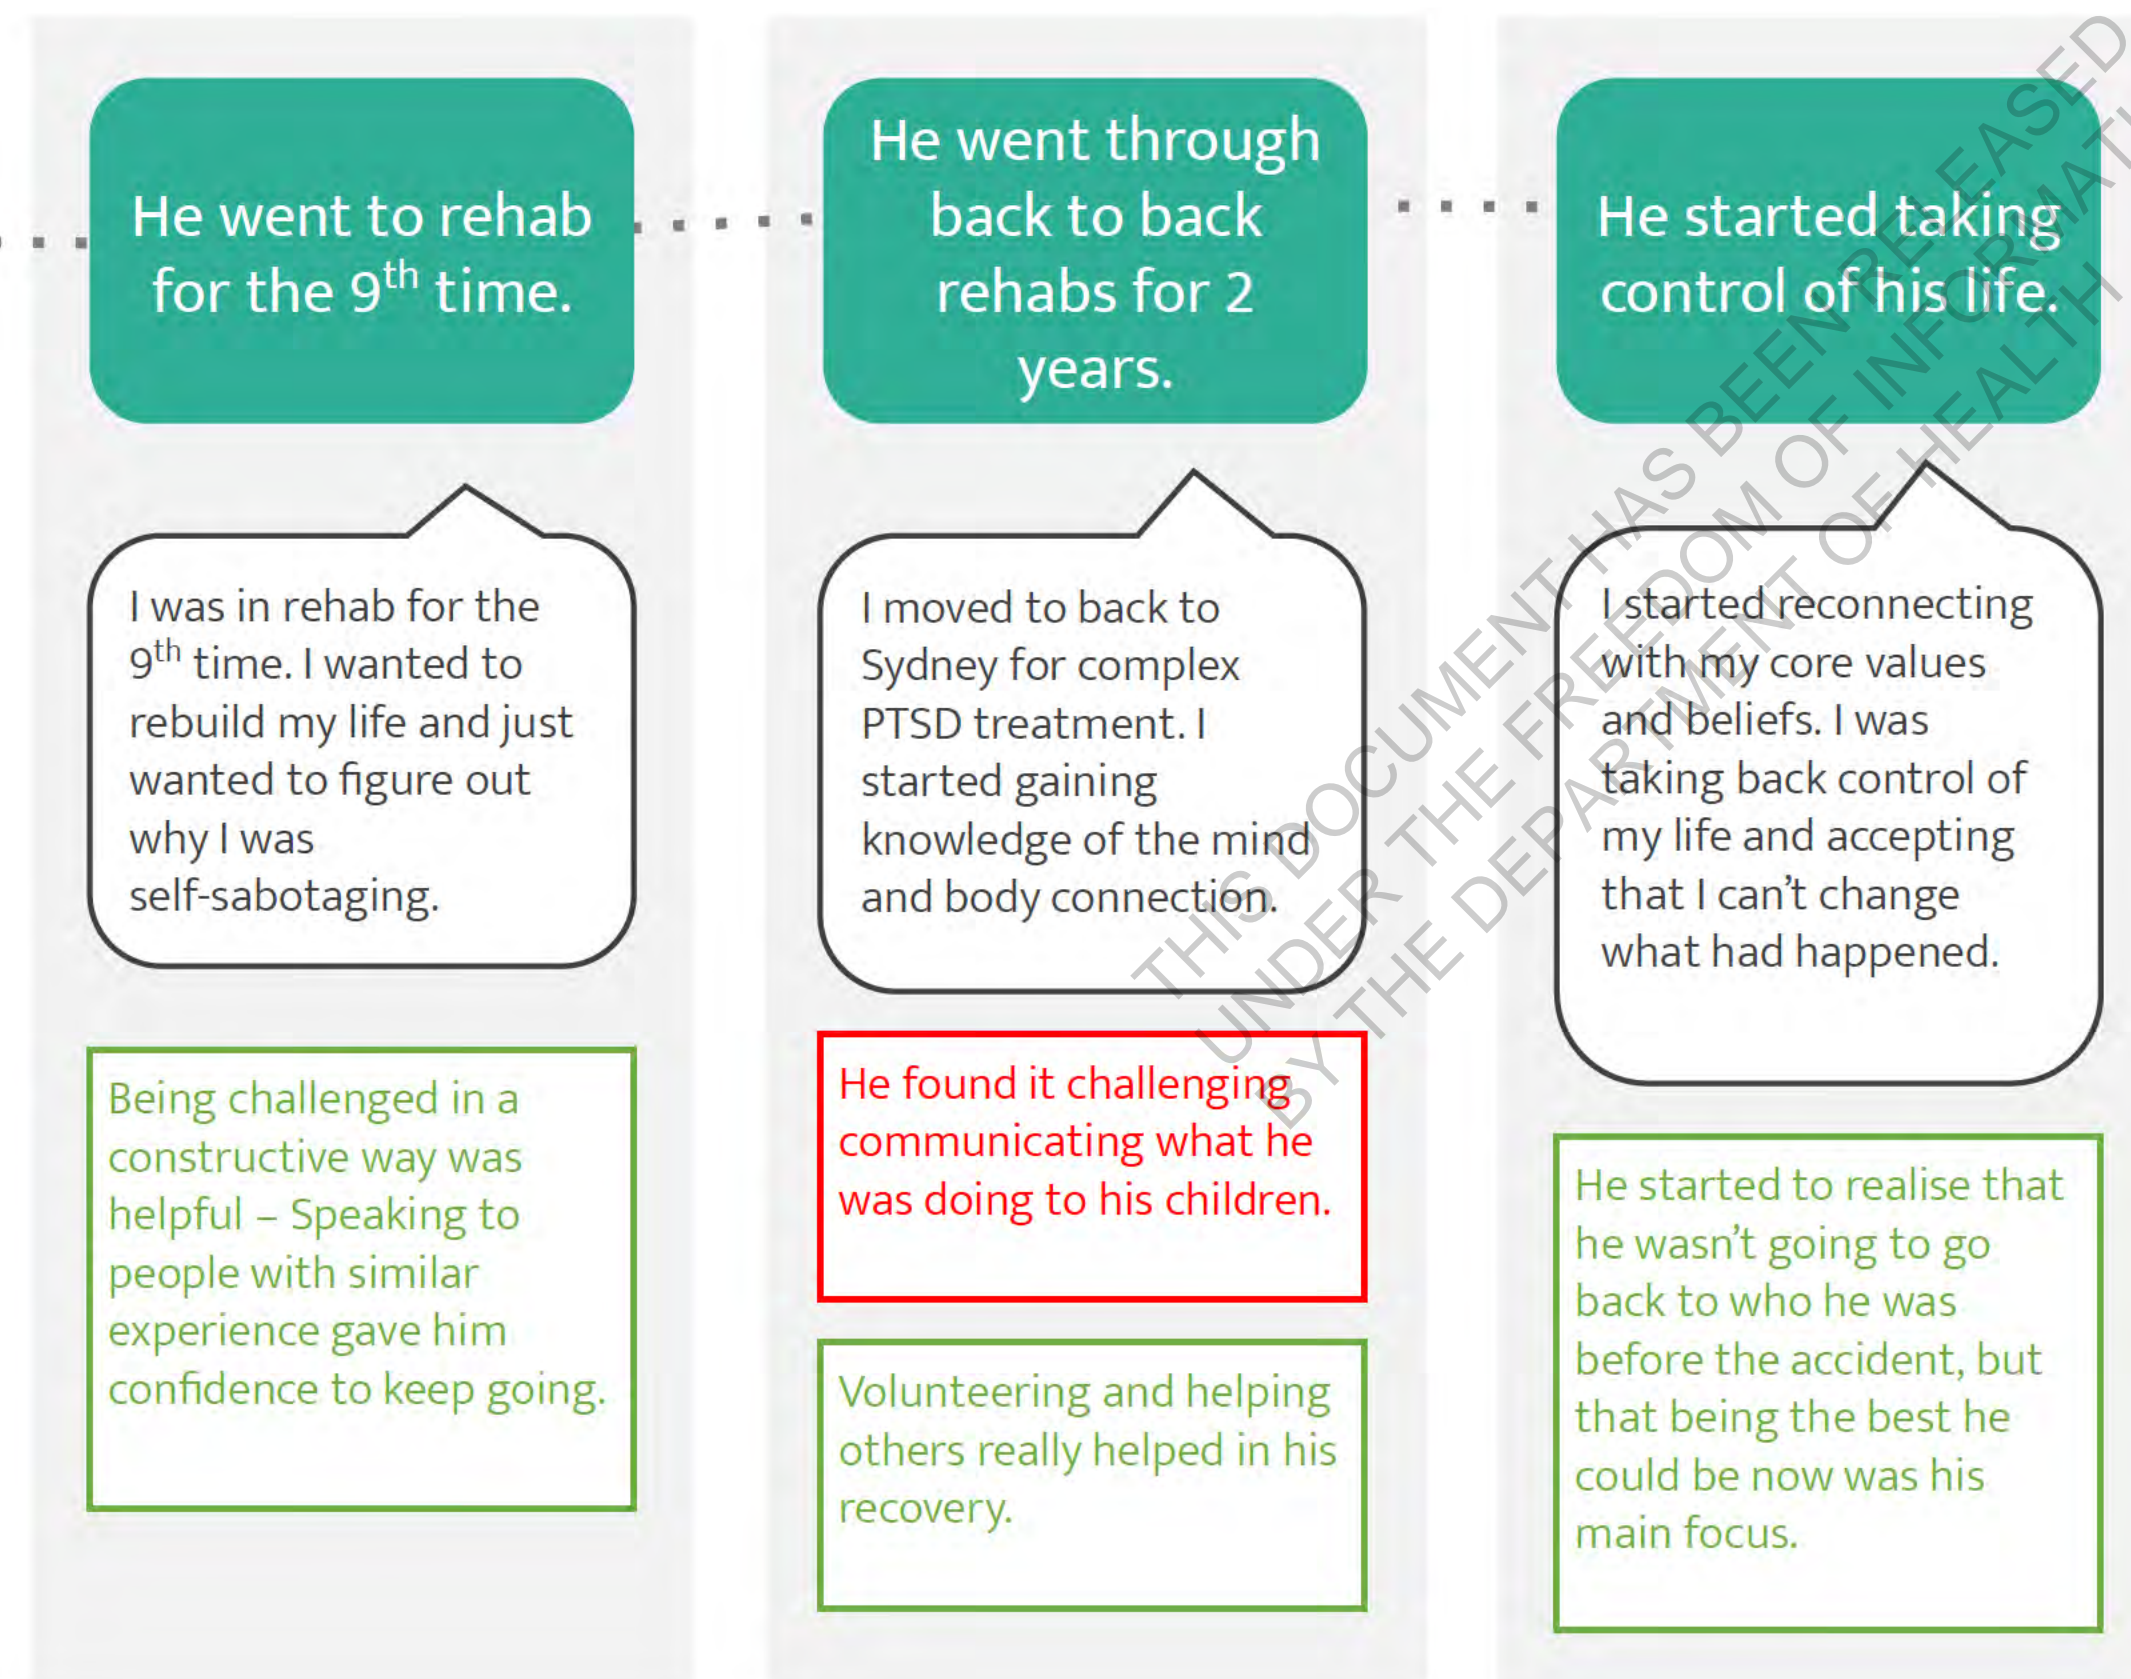 He went to rehab
for the 9th time.
I was in rehab for the
9th time. I wanted to
rebuild my life and just
wanted to figure out
why I was
self-sabotaging.
Being challenged in a
constructive way was
helpful – Speaking to
people with similar
experience gave him
confidence to keep going.
He went through
back to back
rehabs for 2
years.
I moved to back to
Sydney for complex
PTSD treatment. I
started gaining
knowledge of the mind
and body connection.
He found it challenging
communicating what he
was doing to his children.
Volunteering and helping
others really helped in his
recovery.
He started taking
control of his life.
I started reconnecting
with my core values
and beliefs. I was
taking back control of
my life and accepting
that I can't change
what had happened.
He started to realise that
he wasn't going to go
back to who he was
before the accident, but
that being the best he
could be now was his
main focus.
THIS DOCUMENT HAS BEEN RELEASED
UNDER THE FREEDOM OF INFORMATI
BY THE DEPARTMENT OF HEALTH